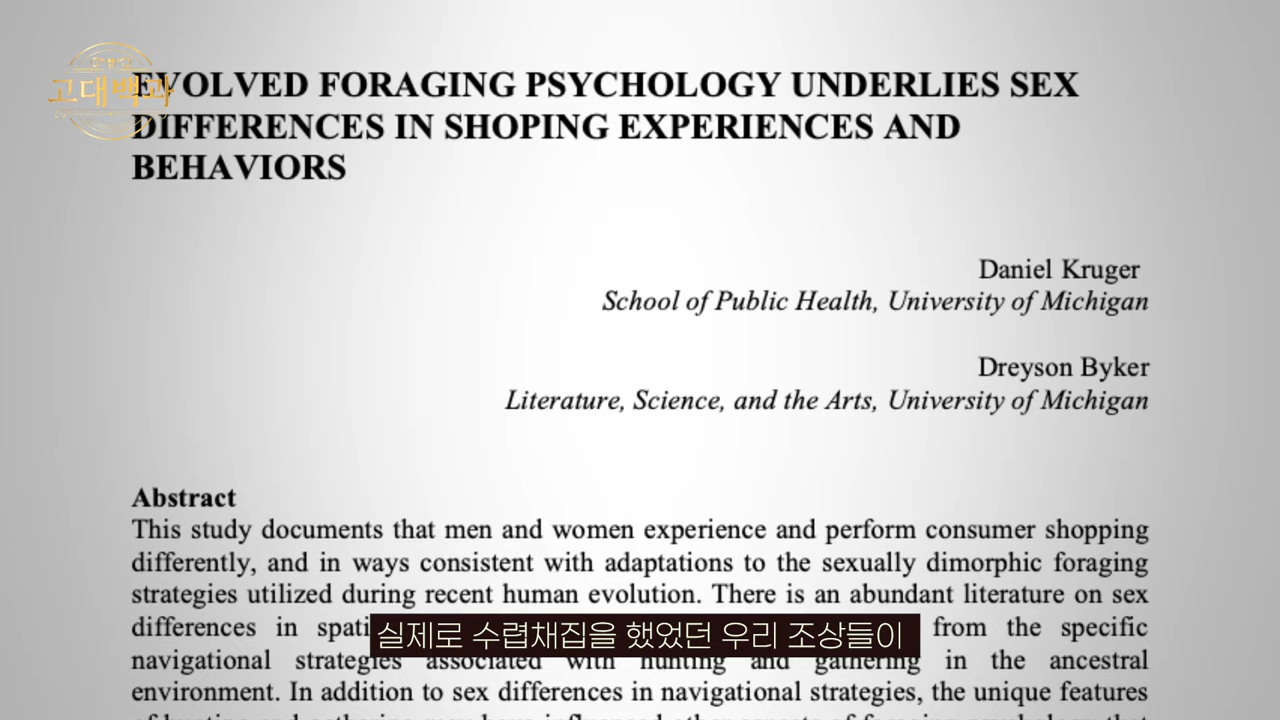 고대백과
EVOLVED FORAGING PSYCHOLOGY UNDERLIES SEX
DIFFERENCES IN SHOPING EXPERIENCES AND
BEHAVIORS
Daniel Kruger
School of Public Health, University of Michigan
Dreyson Byker
Literature, Science, and the Arts, University of Michigan
Abstract
This study documents that men and women experience and perform consumer shopping
differently, and in ways consistent with adaptations to the sexually dimorphic foraging
strategies utilized during recent human evolution. There is an abundant literature on sex
differences in from the specific
실제로 수렵채집을 했었던 우리 조상들이
navigational strategies associated with hunting and gathering in the ancestral
environment. In addition to sex differences in navigational strategies, the unique features